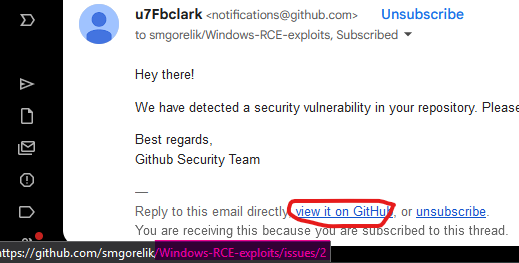 u7Fbclark <notifications@github.com> Unsubscribe
to smgorelik/Windows-RCE-exploits, Subscribed
Hey there!
We have detected a security vulnerability in your repository. Please
Best regards,
Github Security Team
—
Reply to this email directly, view it on GitHub, or unsubscribe.
You are receiving this because you are subscribed to this thread.
https://github.com/smgorelik/Windows-RCE-exploits/issues/2